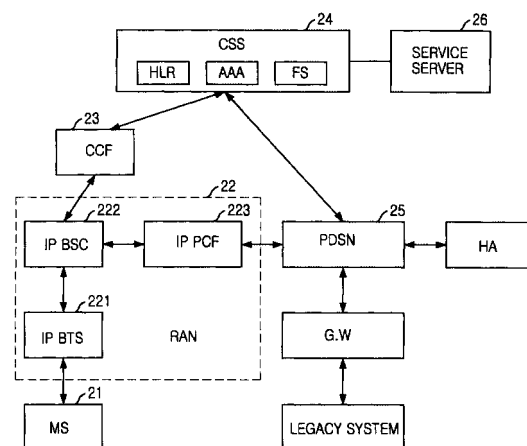 24
CSS
HLR
AAA
FS
26
SERVICE
SERVER
23
CCF
22
222
IP BSC
223
IP PCF
25
PDSN
HA
221
IP BTS
RAN
G.W
21
MS
LEGACY SYSTEM